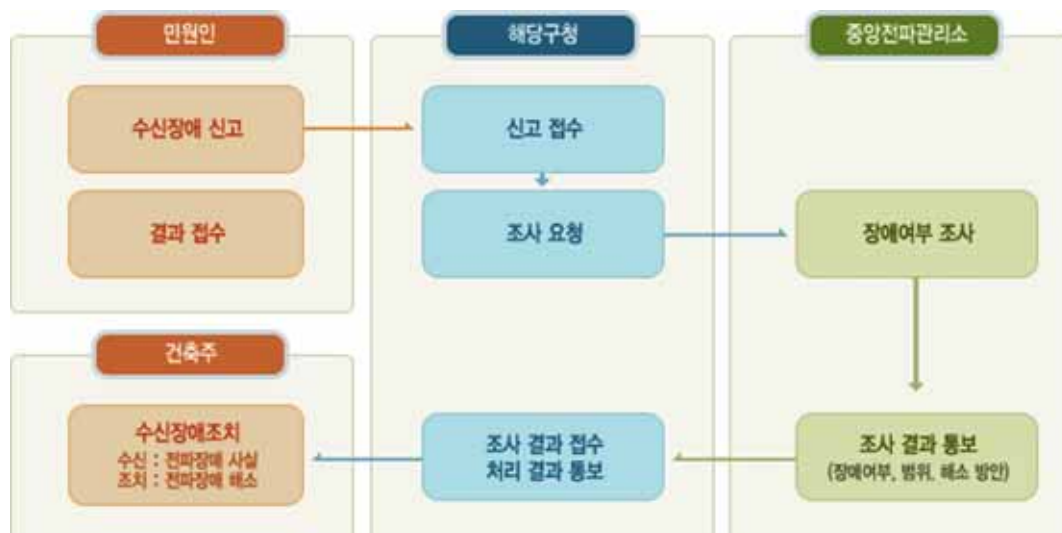 민원인
해당구청
중앙전파관리소
수신장애 신고
신고 접수
결과 접수
조사 요청
장애여부 조사
건축주
수신장애조치
수신 : 전파장애 사실
조치 : 전파장애 해소
조사 결과 접수
처리 결과 통보
조사 결과 통보
(장애여부, 범위, 해소 방안)